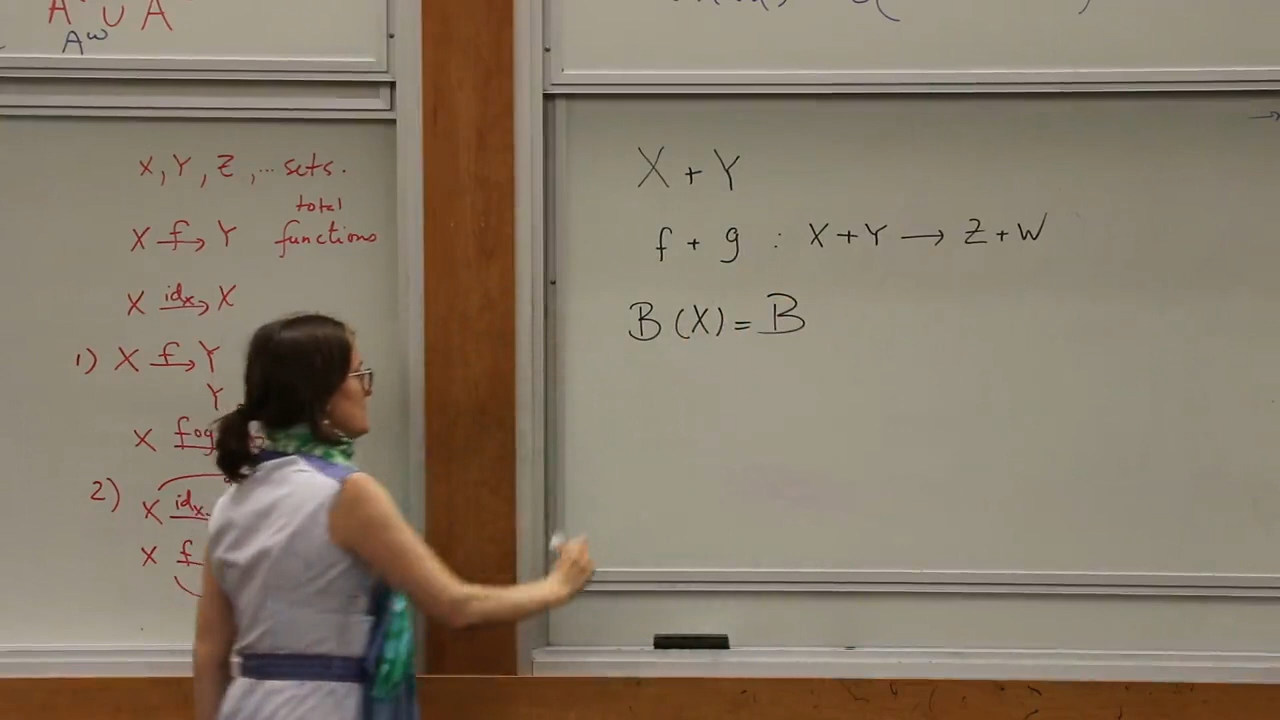 A ∪ A
A^ω
X, Y, Z, ... sets.
total
X —f→ Y functions
X —id_X→ X
1) X —f→ Y
Y
X fog
2) X id_X
X f
X + Y
f + g : X + Y ⟶ Z + W
B (X) = B